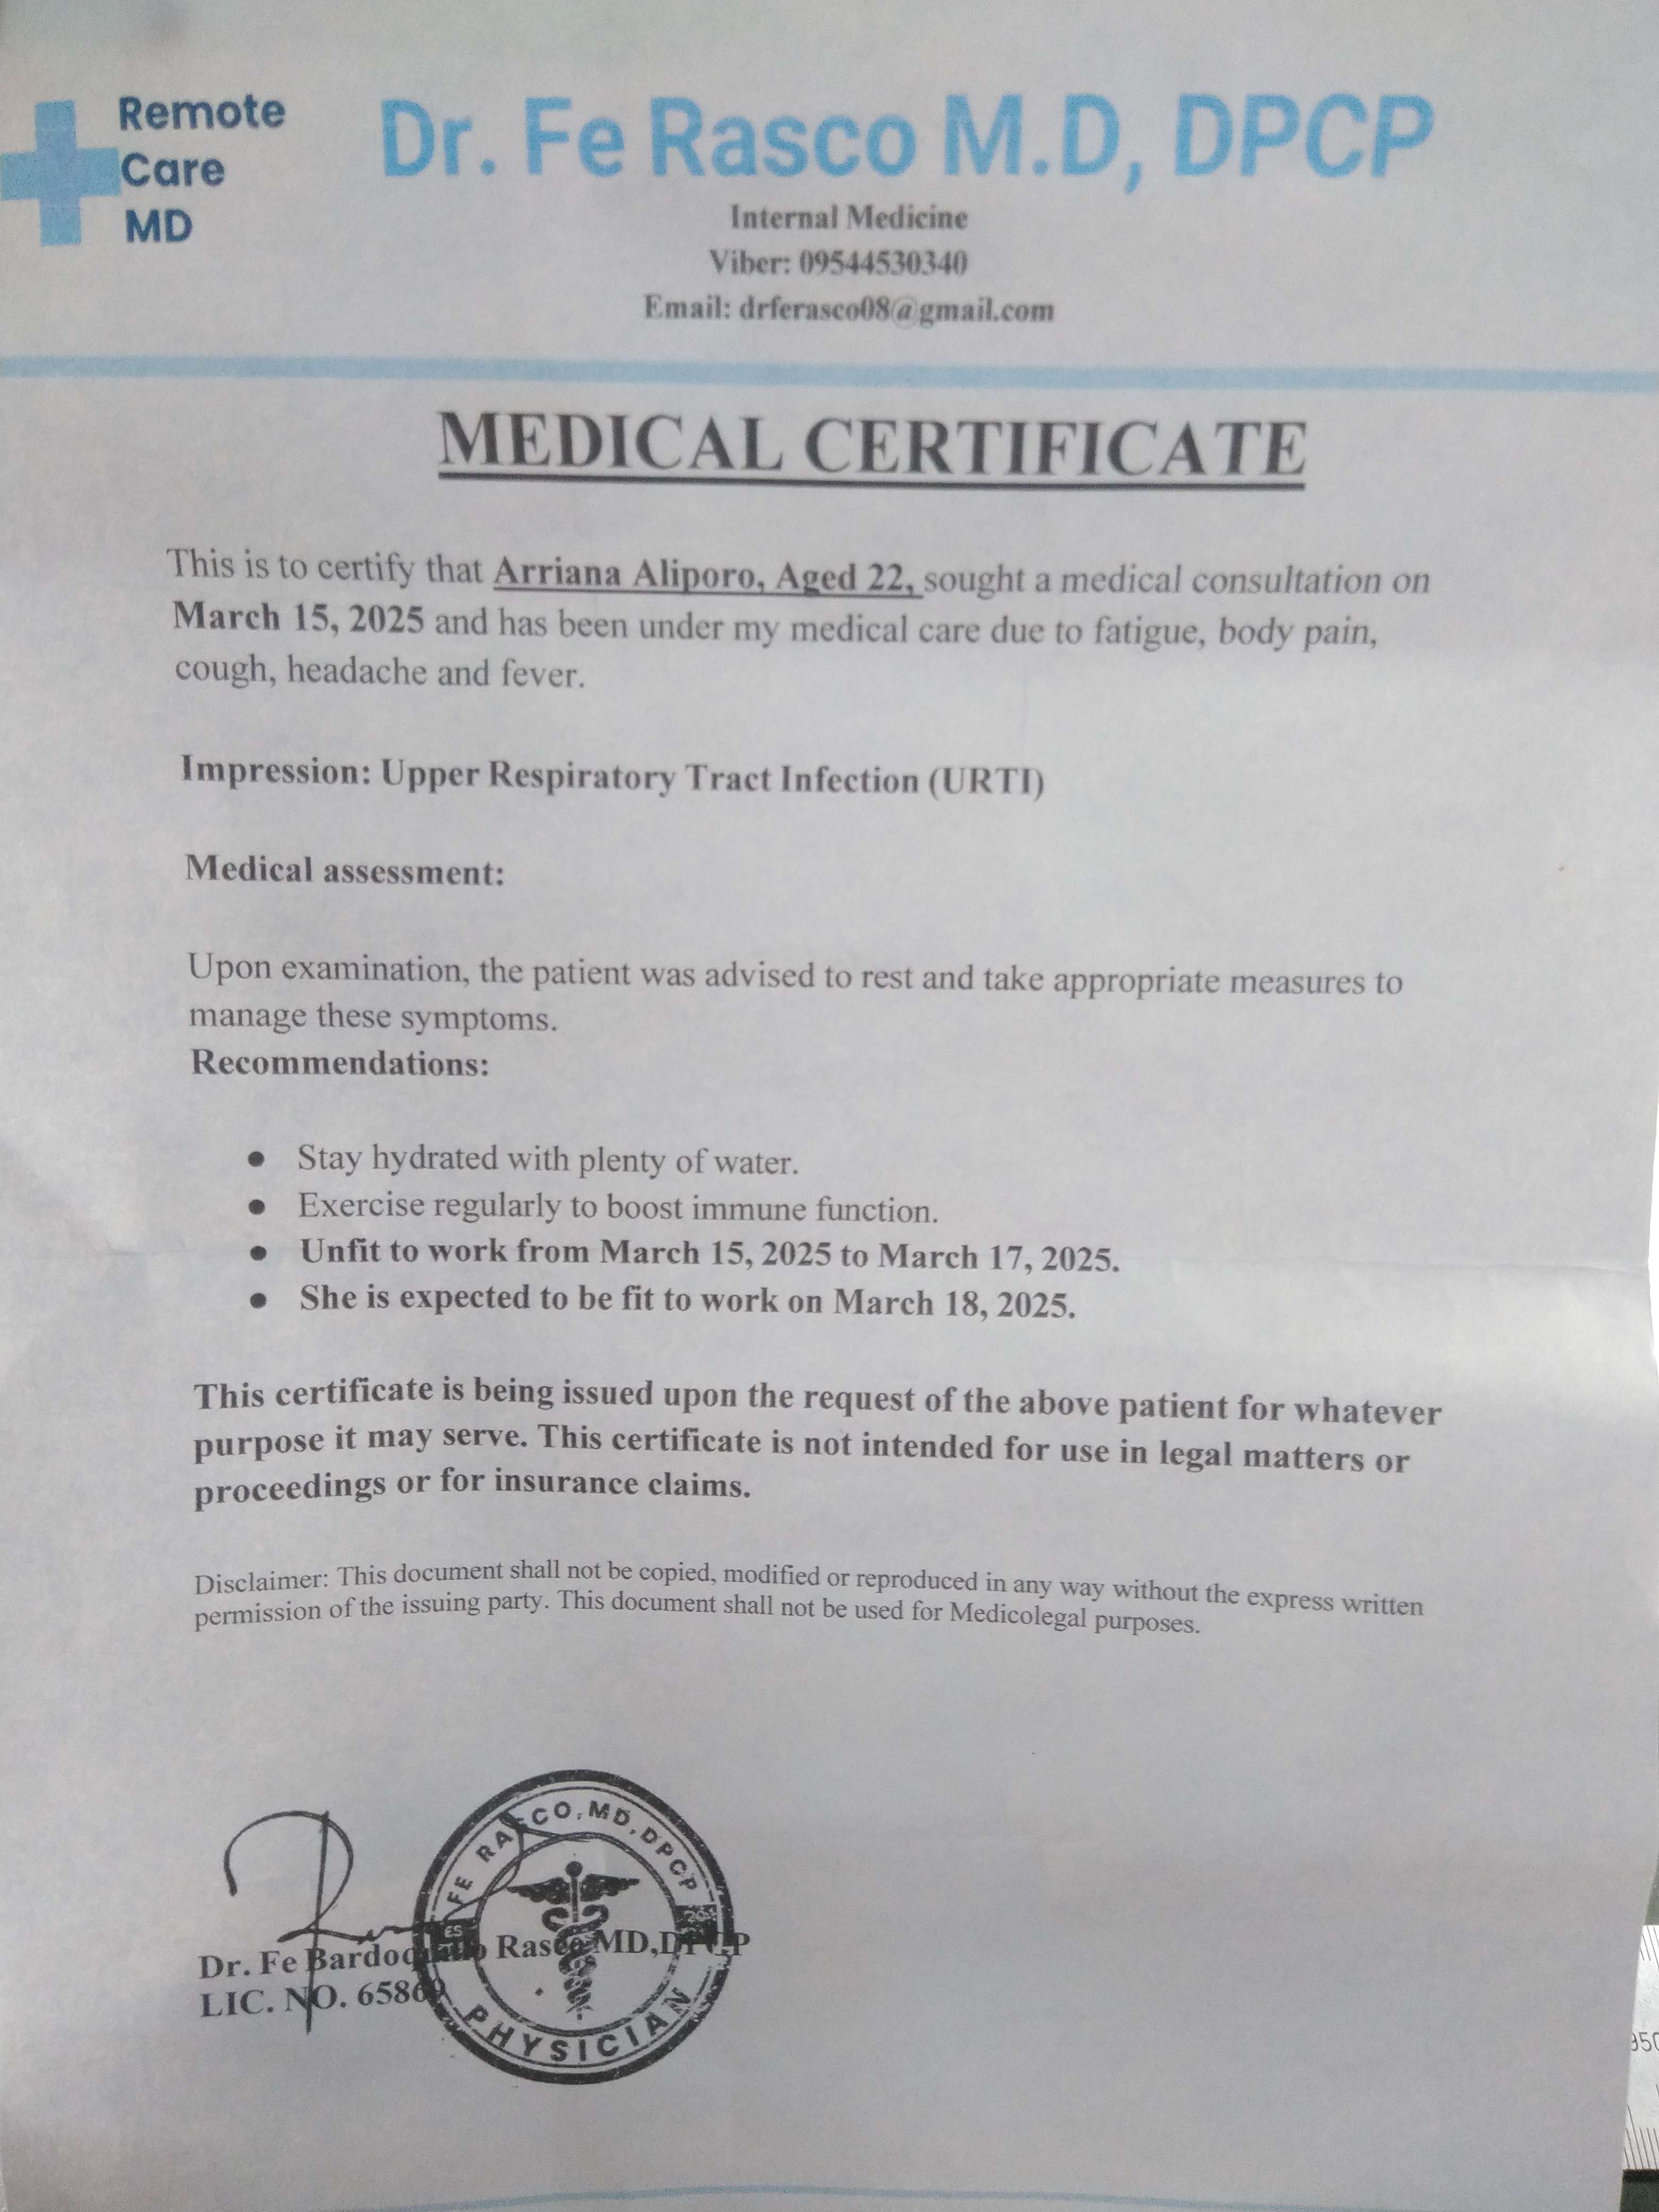 Remote
Care
MD
Dr. Fe Rasco M.D, DPCP
Internal Medicine
Viber: 09544530340
Email: drferasco08@gmail.com
MEDICAL CERTIFICATE
This is to certify that Arriana Aliporo, Aged 22, sought a medical consultation on
March 15, 2025 and has been under my medical care due to fatigue, body pain,
cough, headache and fever.
Impression: Upper Respiratory Tract Infection (URTI)
Medical assessment:
Upon examination, the patient was advised to rest and take appropriate measures to
manage these symptoms.
Recommendations:
● Stay hydrated with plenty of water.
● Exercise regularly to boost immune function.
● Unfit to work from March 15, 2025 to March 17, 2025.
● She is expected to be fit to work on March 18, 2025.
This certificate is being issued upon the request of the above patient for whatever
purpose it may serve. This certificate is not intended for use in legal matters or
proceedings or for insurance claims.
Disclaimer: This document shall not be copied, modified or reproduced in any way without the express written
permission of the issuing party. This document shall not be used for Medicolegal purposes.
FE RASCO, MD, DPCP
PHYSICIAN
Dr. Fe Rasco MD,DPCP
LIC. NO.